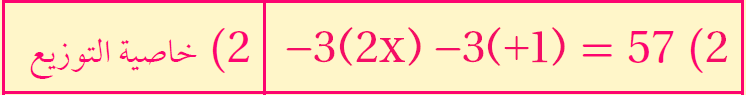 2) −3(2x) −3(+1) = 57
2) خاصية التوزيع